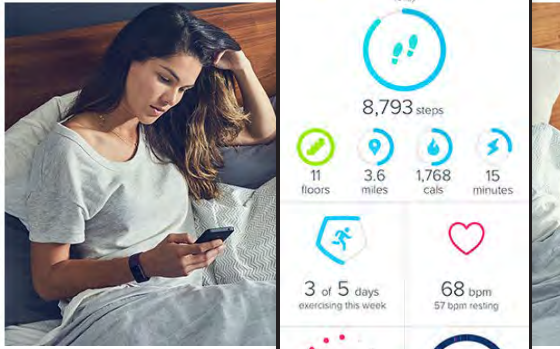 8,793 steps
11
floors
3.6
miles
1,768
cals
15
minutes
3 of 5 days
exercising this week
68 bpm
57 bpm resting